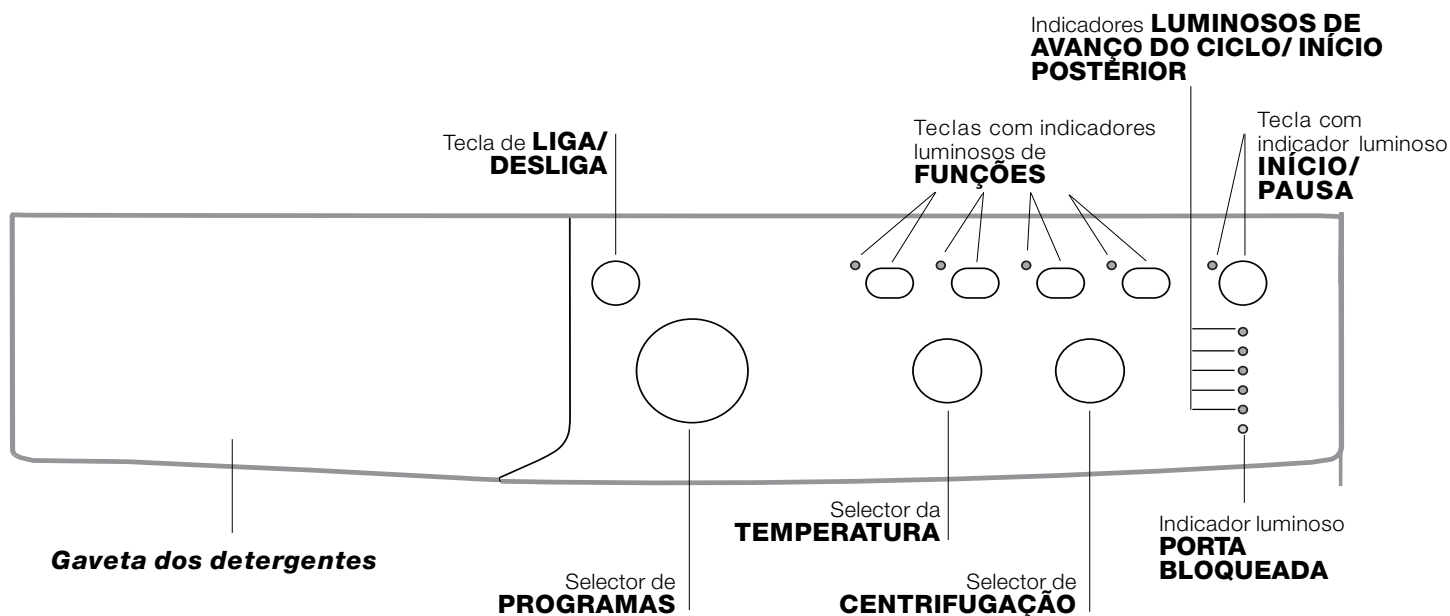 Indicadores LUMINOSOS DE
AVANÇO DO CICLO/ INÍCIO
POSTERIOR
Tecla de LIGA/
DESLIGA
Teclas com indicadores
luminosos de
FUNÇÕES
Tecla com
indicador luminoso
INÍCIO/
PAUSA
Gaveta dos detergentes
Selector de
PROGRAMAS
Selector da
TEMPERATURA
Selector de
CENTRIFUGAÇÃO
Indicador luminoso
PORTA
BLOQUEADA